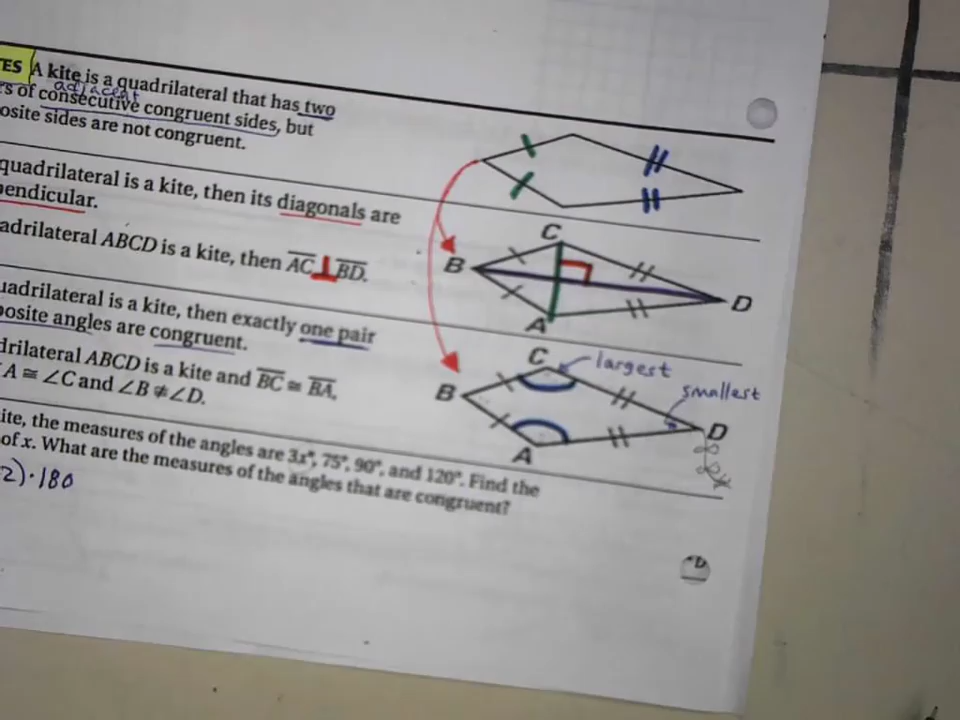 ES A kite is a quadrilateral that has two
adjacent
s of consecutive congruent sides, but
osite sides are not congruent.
quadrilateral is a kite, then its diagonals are
endicular.
adrilateral ABCD is a kite, then AC⊥BD.
uadrilateral is a kite, then exactly one pair
posite angles are congruent.
drilateral ABCD is a kite and BC ≅ BA,
A ≅ ∠C and ∠B ≇ ∠D.
ite, the measures of the angles are 3x°, 75°, 90°, and 120°. Find the
of x. What are the measures of the angles that are congruent?
2)·180
C
B
D
A
C
largest
smallest
B
D
A